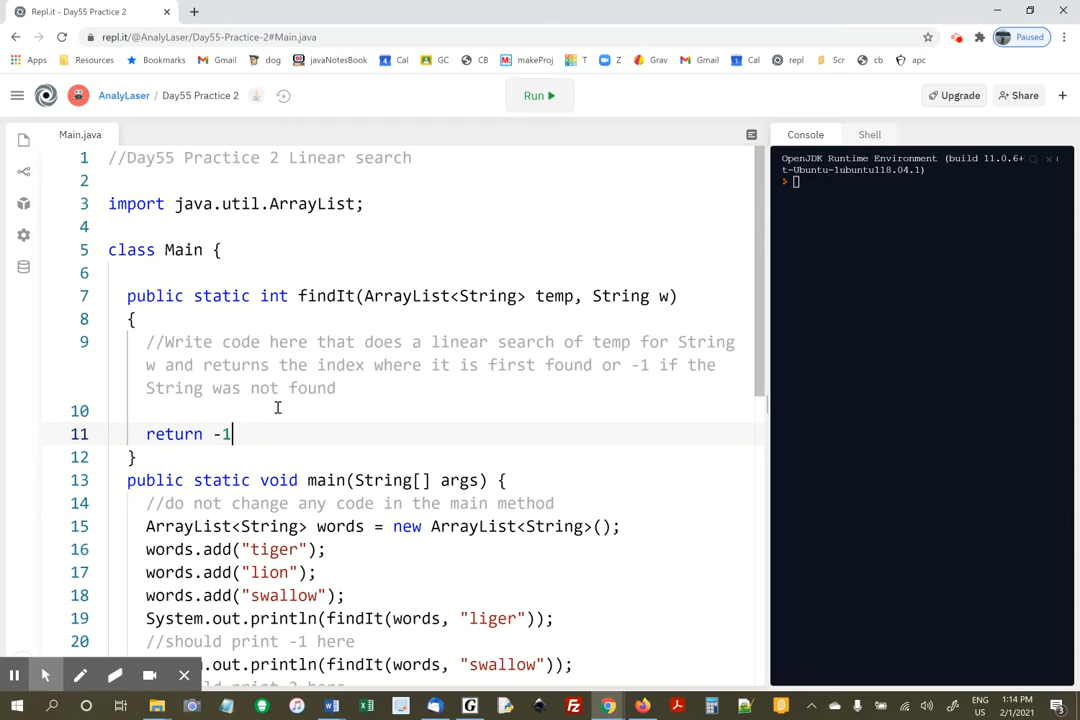 Repl.it - Day55 Practice 2
repl.it/@AnalyLaser/Day55-Practice-2#Main.java
Paused
Apps Resources Bookmarks Gmail dog javaNotesBook Cal GC CB makeProj T Z Grav Gmail Cal repl Scr cb apc
AnalyLaser / Day55 Practice 2
Run
Upgrade
Share
Main.java
Console Shell
1 //Day55 Practice 2 Linear search
2
3 import java.util.ArrayList;
4
5 class Main {
6
7 public static int findIt(ArrayList<String> temp, String w)
8 {
9 //Write code here that does a linear search of temp for String
w and returns the index where it is first found or -1 if the
String was not found
10
11 return -1
12 }
13 public static void main(String[] args) {
14 //do not change any code in the main method
15 ArrayList<String> words = new ArrayList<String>();
16 words.add("tiger");
17 words.add("lion");
18 words.add("swallow");
19 System.out.println(findIt(words, "liger"));
20 //should print -1 here
.out.println(findIt(words, "swallow"));
OpenJDK Runtime Environment (build 11.0.6+
t-Ubuntu-1ubuntu118.04.1)
>
ENG
US
1:14 PM
2/1/2021